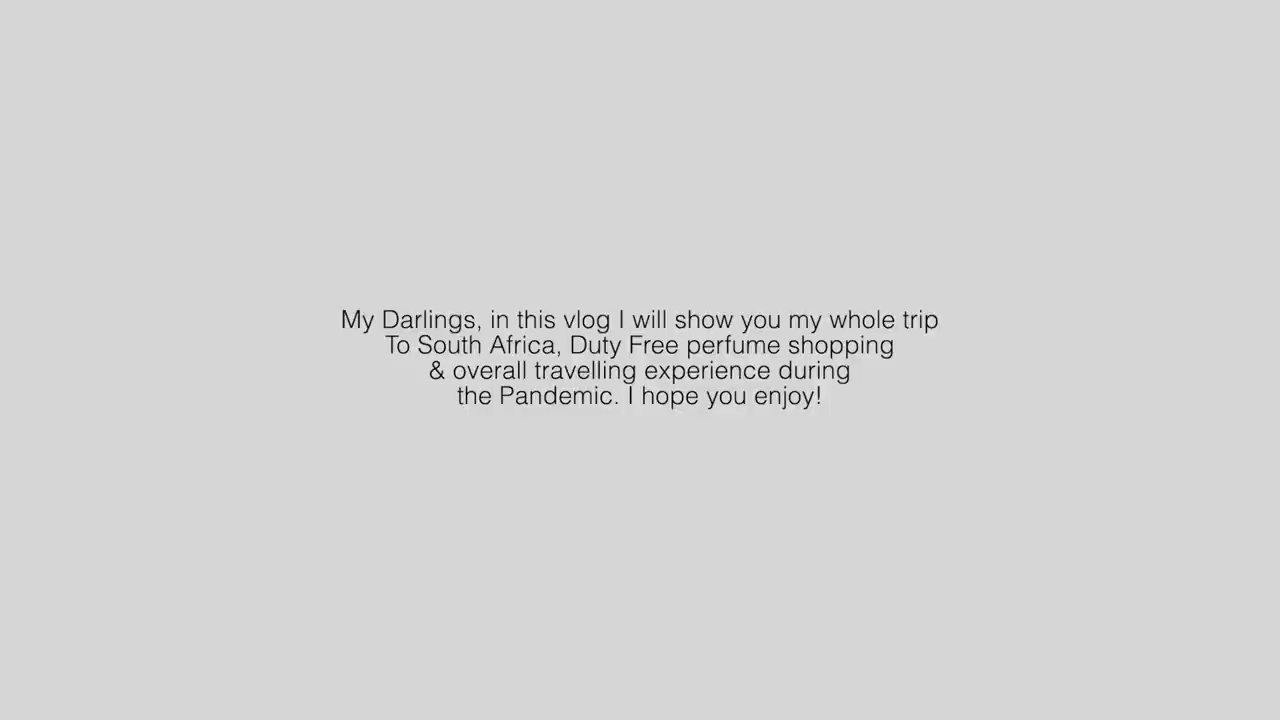 My Darlings, in this vlog I will show you my whole trip
To South Africa, Duty Free perfume shopping
& overall travelling experience during
the Pandemic. I hope you enjoy!